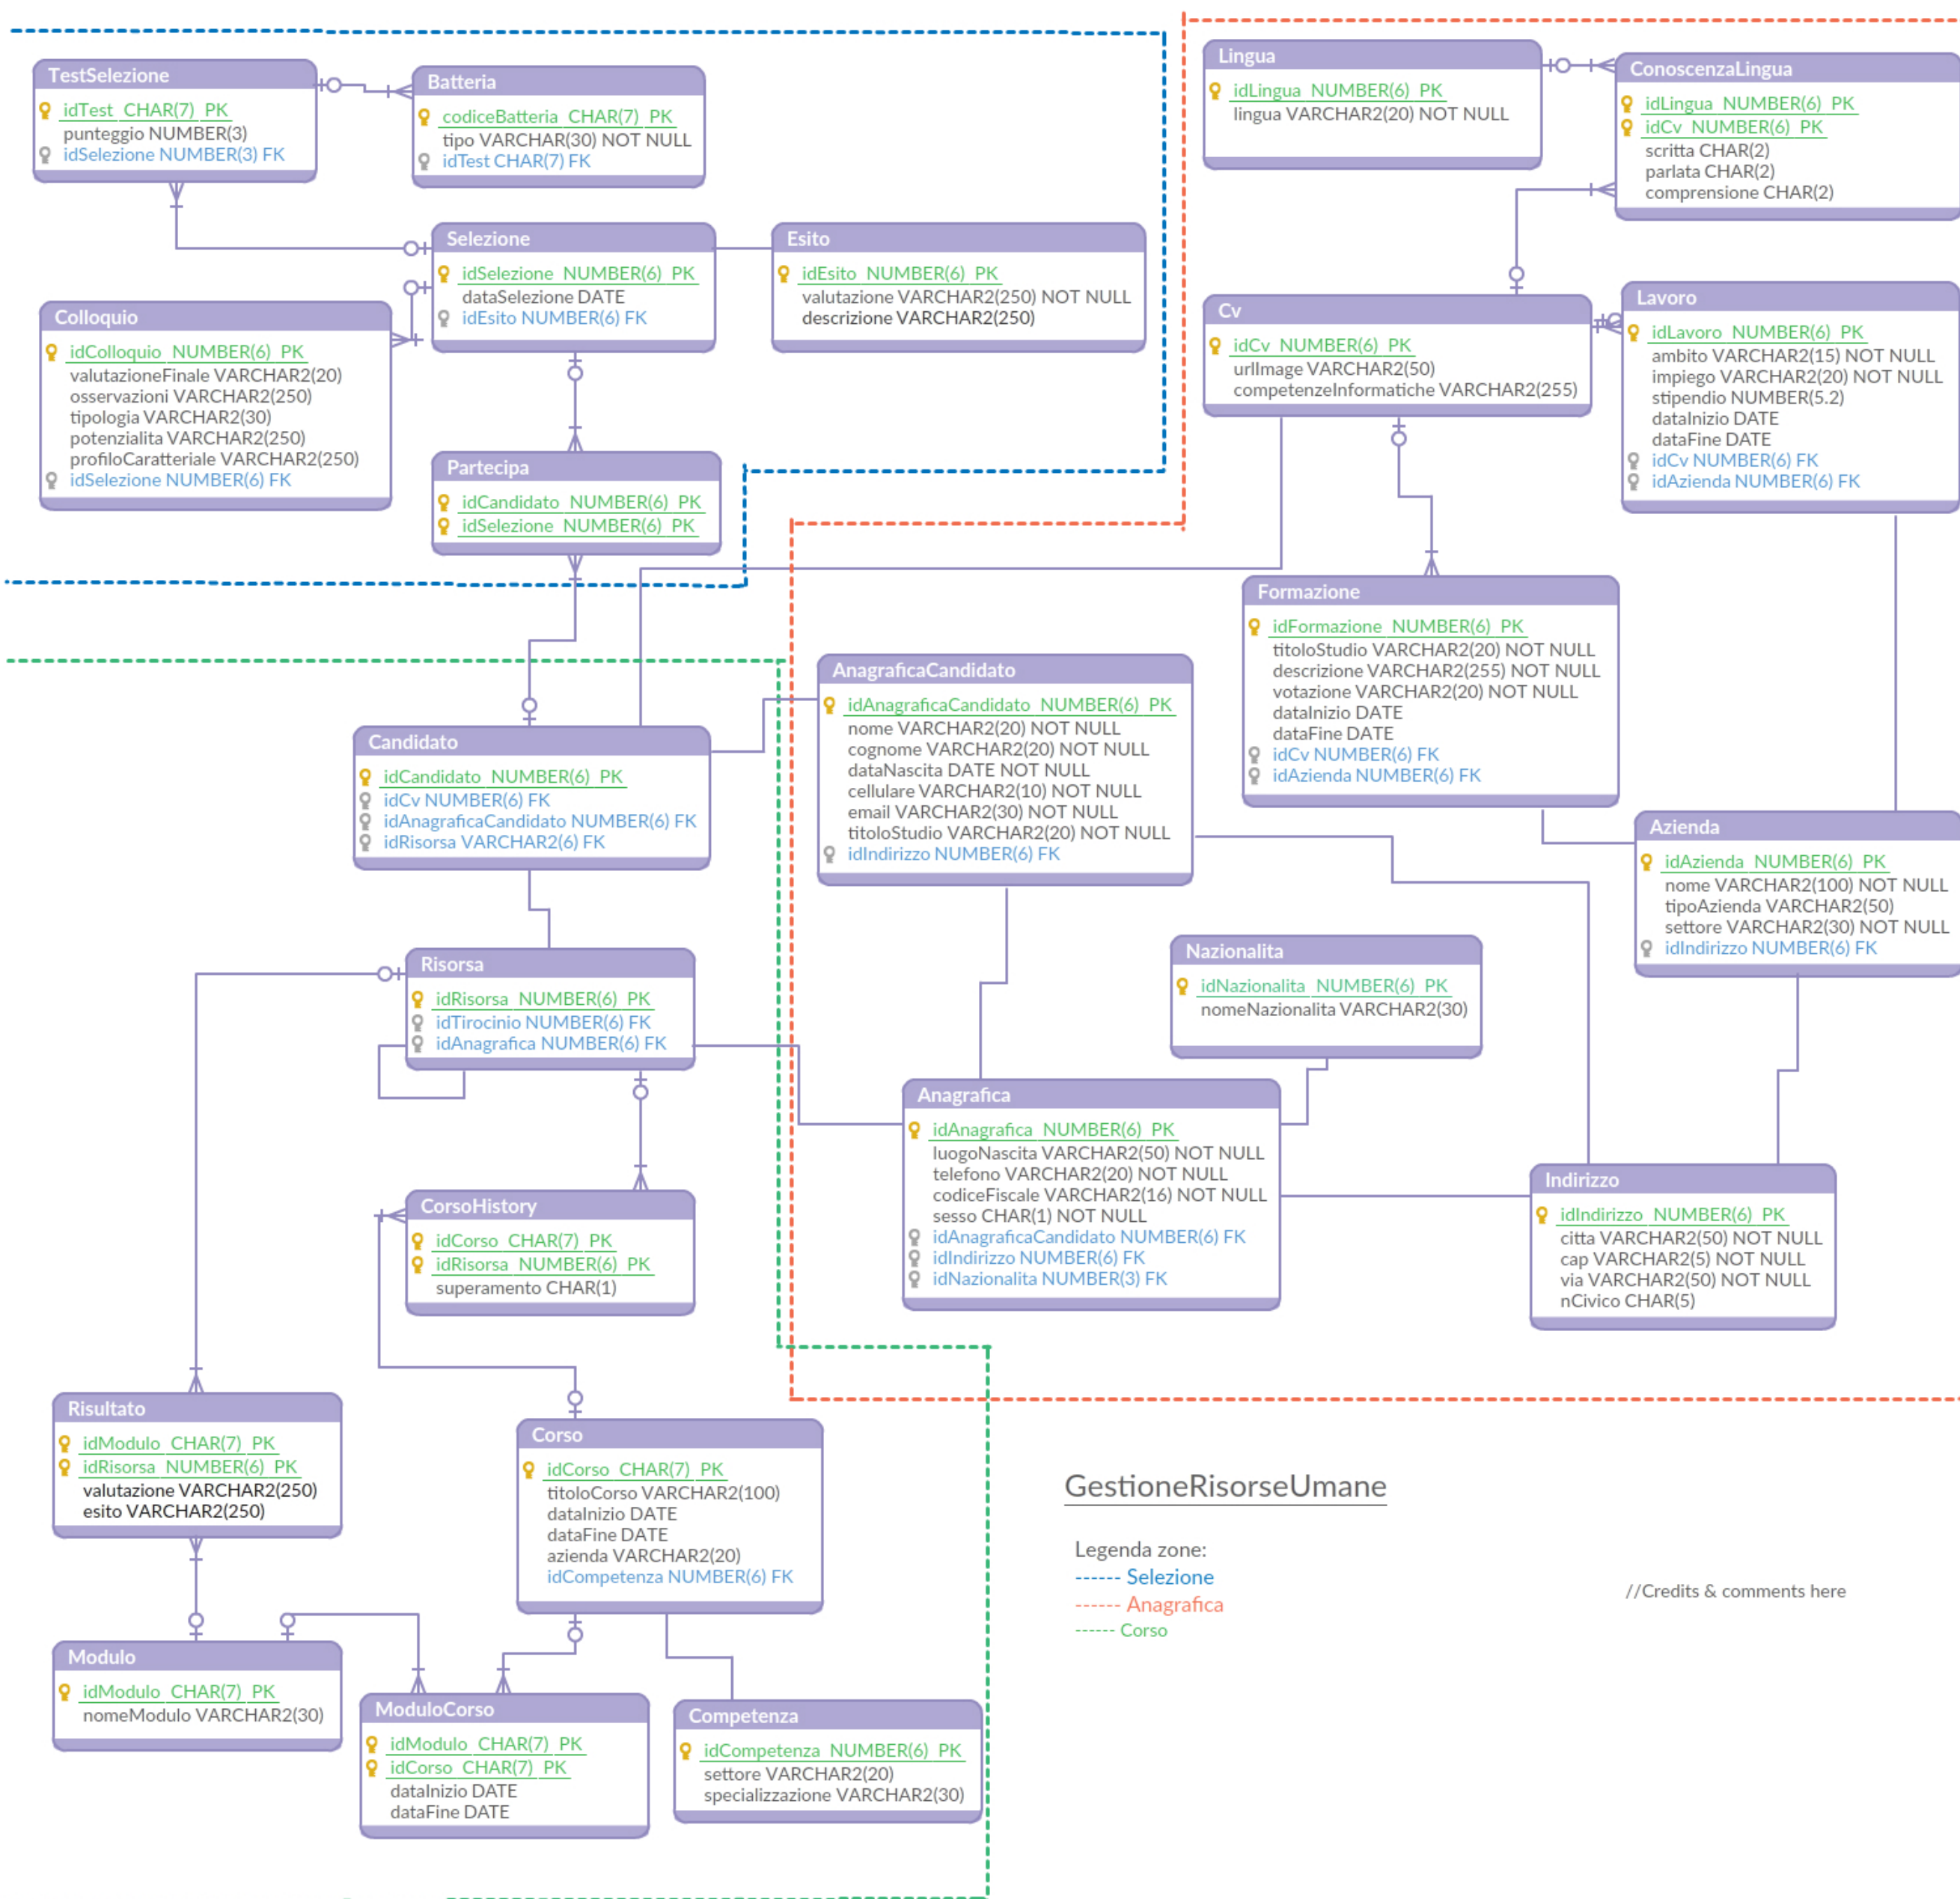 TestSelezione
idTest CHAR(7) PK
punteggio NUMBER(3)
idSelezione NUMBER(3) FK
Batteria
codiceBatteria CHAR(7) PK
tipo VARCHAR(30) NOT NULL
idTest CHAR(7) FK
Selezione
idSelezione NUMBER(6) PK
dataSelezione DATE
idEsito NUMBER(6) FK
Esito
idEsito NUMBER(6) PK
valutazione VARCHAR2(250) NOT NULL
descrizione VARCHAR2(250)
Colloquio
idColloquio NUMBER(6) PK
valutazioneFinale VARCHAR2(20)
osservazioni VARCHAR2(250)
tipologia VARCHAR2(30)
potenzialita VARCHAR2(250)
profiloCaratteriale VARCHAR2(250)
idSelezione NUMBER(6) FK
Partecipa
idCandidato NUMBER(6) PK
idSelezione NUMBER(6) PK
Lingua
idLingua NUMBER(6) PK
lingua VARCHAR2(20) NOT NULL
ConoscenzaLingua
idLingua NUMBER(6) PK
idCv NUMBER(6) PK
scritta CHAR(2)
parlata CHAR(2)
comprensione CHAR(2)
Cv
idCv NUMBER(6) PK
urlImage VARCHAR2(50)
competenzeInformatiche VARCHAR2(255)
Lavoro
idLavoro NUMBER(6) PK
ambito VARCHAR2(15) NOT NULL
impiego VARCHAR2(20) NOT NULL
stipendio NUMBER(5.2)
dataInizio DATE
dataFine DATE
idCv NUMBER(6) FK
idAzienda NUMBER(6) FK
Formazione
idFormazione NUMBER(6) PK
titoloStudio VARCHAR2(20) NOT NULL
descrizione VARCHAR2(255) NOT NULL
votazione VARCHAR2(20) NOT NULL
dataInizio DATE
dataFine DATE
idCv NUMBER(6) FK
idAzienda NUMBER(6) FK
AnagraficaCandidato
idAnagraficaCandidato NUMBER(6) PK
nome VARCHAR2(20) NOT NULL
cognome VARCHAR2(20) NOT NULL
dataNascita DATE NOT NULL
cellulare VARCHAR2(10) NOT NULL
email VARCHAR2(30) NOT NULL
titoloStudio VARCHAR2(20) NOT NULL
idIndirizzo NUMBER(6) FK
Candidato
idCandidato NUMBER(6) PK
idCv NUMBER(6) FK
idAnagraficaCandidato NUMBER(6) FK
idRisorsa VARCHAR2(6) FK
Azienda
idAzienda NUMBER(6) PK
nome VARCHAR2(100) NOT NULL
tipoAzienda VARCHAR2(50)
settore VARCHAR2(30) NOT NULL
idIndirizzo NUMBER(6) FK
Risorsa
idRisorsa NUMBER(6) PK
idTirocinio NUMBER(6) FK
idAnagrafica NUMBER(6) FK
Nazionalita
idNazionalita NUMBER(6) PK
nomeNazionalita VARCHAR2(30)
Anagrafica
idAnagrafica NUMBER(6) PK
luogoNascita VARCHAR2(50) NOT NULL
telefono VARCHAR2(20) NOT NULL
codiceFiscale VARCHAR2(16) NOT NULL
sesso CHAR(1) NOT NULL
idAnagraficaCandidato NUMBER(6) FK
idIndirizzo NUMBER(6) FK
idNazionalita NUMBER(3) FK
Indirizzo
idIndirizzo NUMBER(6) PK
citta VARCHAR2(50) NOT NULL
cap VARCHAR2(5) NOT NULL
via VARCHAR2(50) NOT NULL
nCivico CHAR(5)
CorsoHistory
idCorso CHAR(7) PK
idRisorsa NUMBER(6) PK
superamento CHAR(1)
Risultato
idModulo CHAR(7) PK
idRisorsa NUMBER(6) PK
valutazione VARCHAR2(250)
esito VARCHAR2(250)
Corso
idCorso CHAR(7) PK
titoloCorso VARCHAR2(100)
dataInizio DATE
dataFine DATE
azienda VARCHAR2(20)
idCompetenza NUMBER(6) FK
Modulo
idModulo CHAR(7) PK
nomeModulo VARCHAR2(30)
ModuloCorso
idModulo CHAR(7) PK
idCorso CHAR(7) PK
dataInizio DATE
dataFine DATE
Competenza
idCompetenza NUMBER(6) PK
settore VARCHAR2(20)
specializzazione VARCHAR2(30)
GestioneRisorseUmane
Legenda zone:
------ Selezione
------ Anagrafica
------ Corso
//Credits & comments here